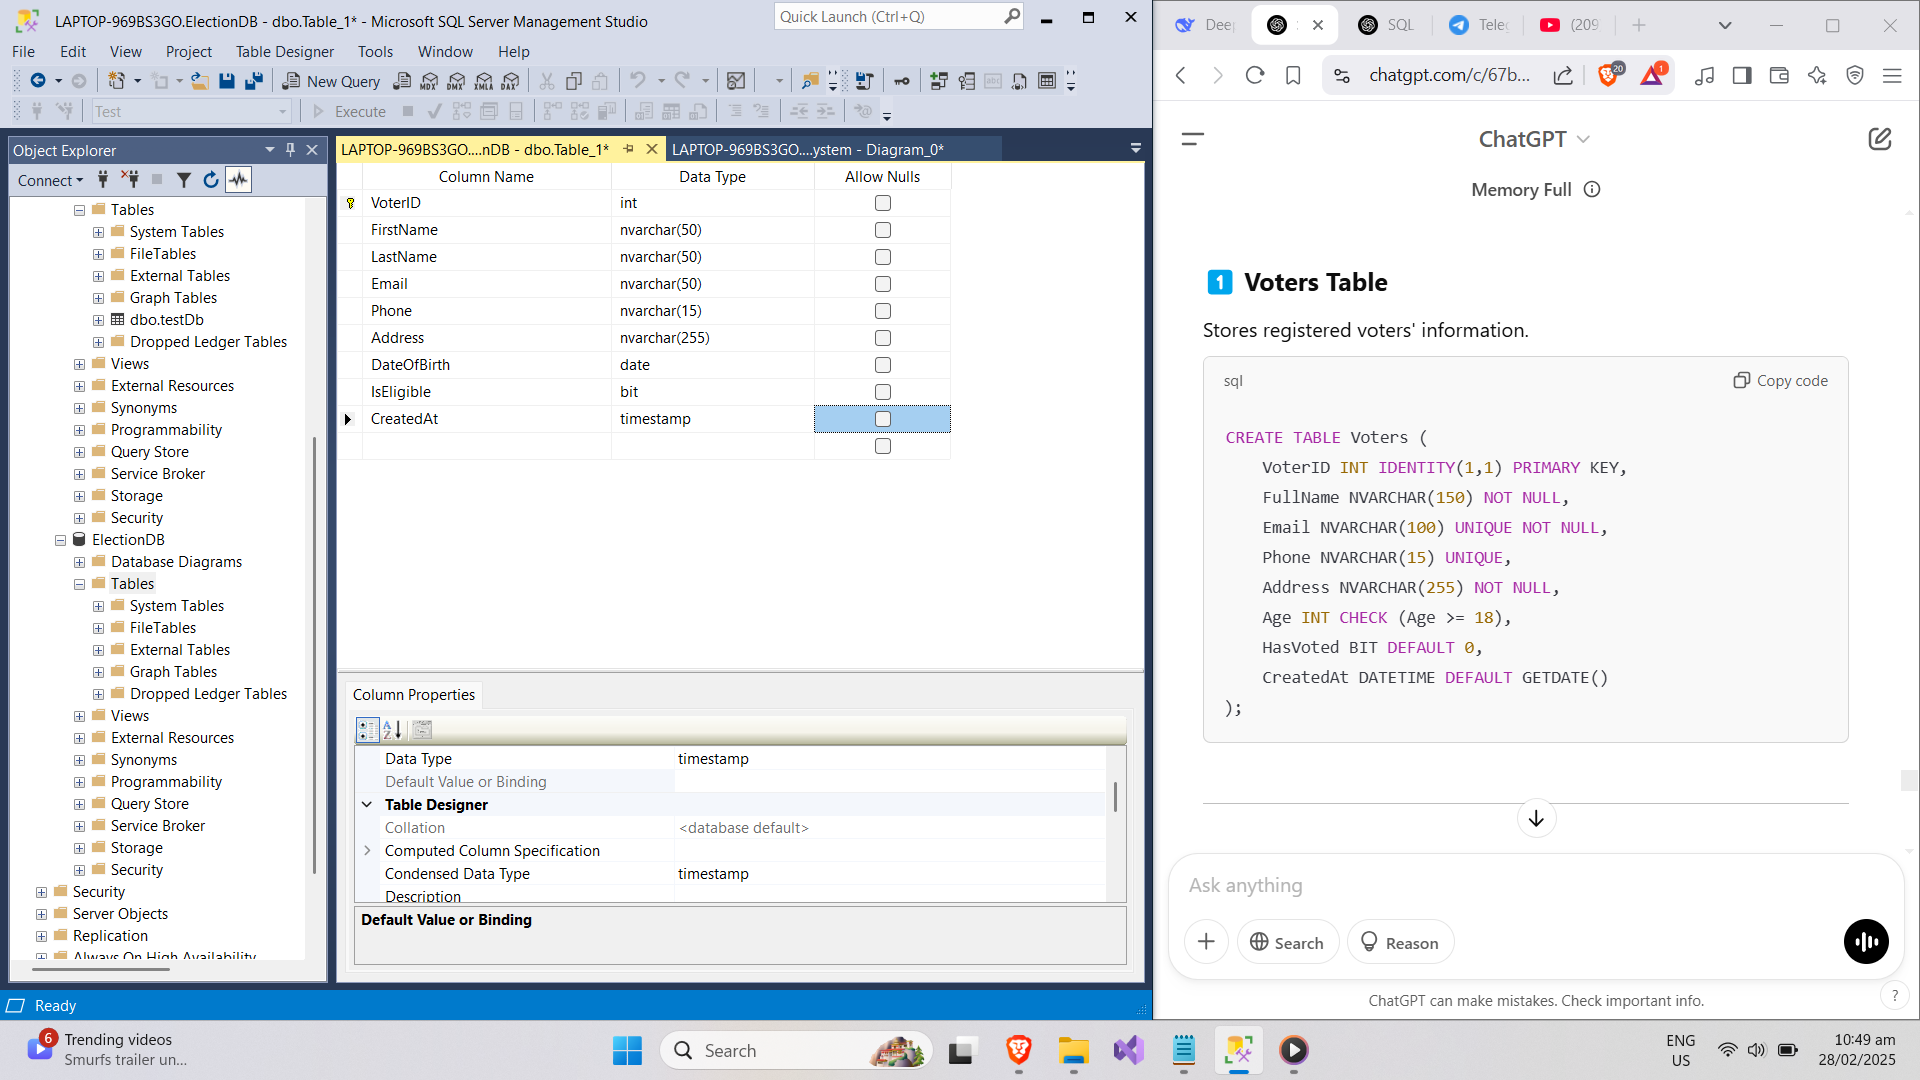 LAPTOP-969BS3GO.ElectionDB - dbo.Table_1* - Microsoft SQL Server Management Studio
Quick Launch (Ctrl+Q)
File Edit View Project Table Designer Tools Window Help
New Query MDX DMX XMLA DAX
Test Execute
Object Explorer
Connect
Tables
System Tables
FileTables
External Tables
Graph Tables
dbo.testDb
Dropped Ledger Tables
Views
External Resources
Synonyms
Programmability
Query Store
Service Broker
Storage
Security
ElectionDB
Database Diagrams
Tables
System Tables
FileTables
External Tables
Graph Tables
Dropped Ledger Tables
Views
External Resources
Synonyms
Programmability
Query Store
Service Broker
Storage
Security
Security
Server Objects
Replication
Always On High Availability
LAPTOP-969BS3GO....nDB - dbo.Table_1* LAPTOP-969BS3GO....ystem - Diagram_0*
Column Name Data Type Allow Nulls
VoterID int
FirstName nvarchar(50)
LastName nvarchar(50)
Email nvarchar(50)
Phone nvarchar(15)
Address nvarchar(255)
DateOfBirth date
IsEligible bit
CreatedAt timestamp
Column Properties
Data Type timestamp
Default Value or Binding
Table Designer
Collation <database default>
Computed Column Specification
Condensed Data Type timestamp
Description
Default Value or Binding
Ready
Deep SQL Tele (209
chatgpt.com/c/67b... 20 1
ChatGPT
Memory Full
1 Voters Table
Stores registered voters' information.
sql Copy code
CREATE TABLE Voters (
VoterID INT IDENTITY(1,1) PRIMARY KEY,
FullName NVARCHAR(150) NOT NULL,
Email NVARCHAR(100) UNIQUE NOT NULL,
Phone NVARCHAR(15) UNIQUE,
Address NVARCHAR(255) NOT NULL,
Age INT CHECK (Age >= 18),
HasVoted BIT DEFAULT 0,
CreatedAt DATETIME DEFAULT GETDATE()
);
Ask anything
Search Reason
ChatGPT can make mistakes. Check important info.
?
6 Trending videos
Smurfs trailer un...
Search
ENG
US
10:49 am
28/02/2025